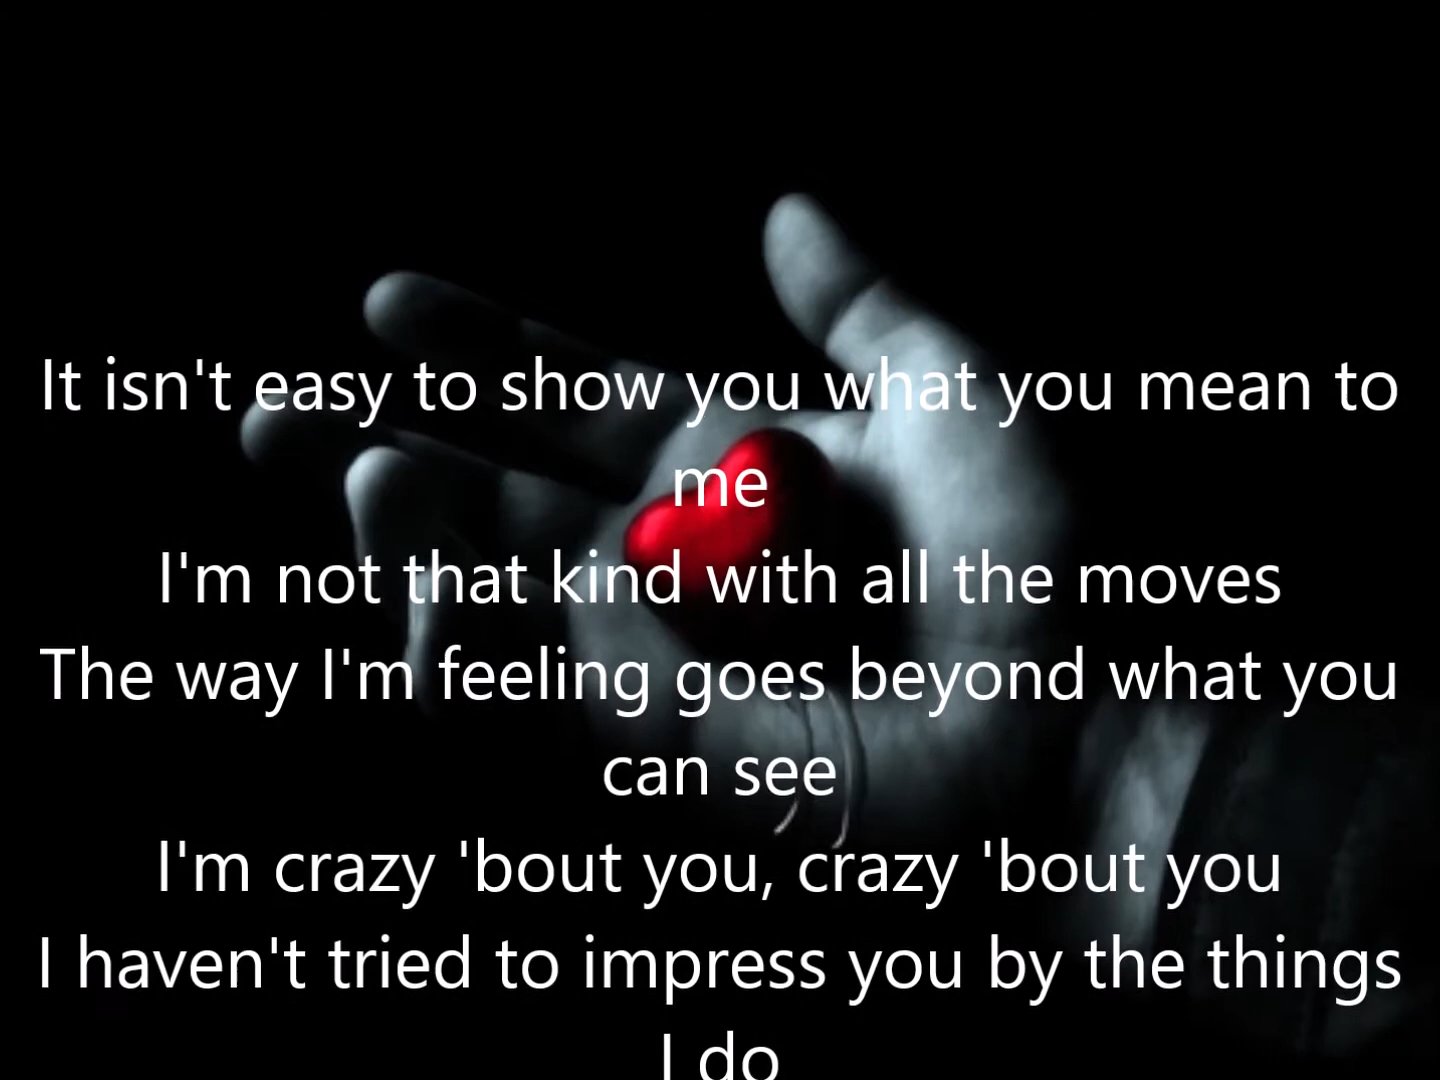 It isn't easy to show you what you mean to
me
I'm not that kind with all the moves
The way I'm feeling goes beyond what you
can see
I'm crazy 'bout you, crazy 'bout you
I haven't tried to impress you by the things
I do